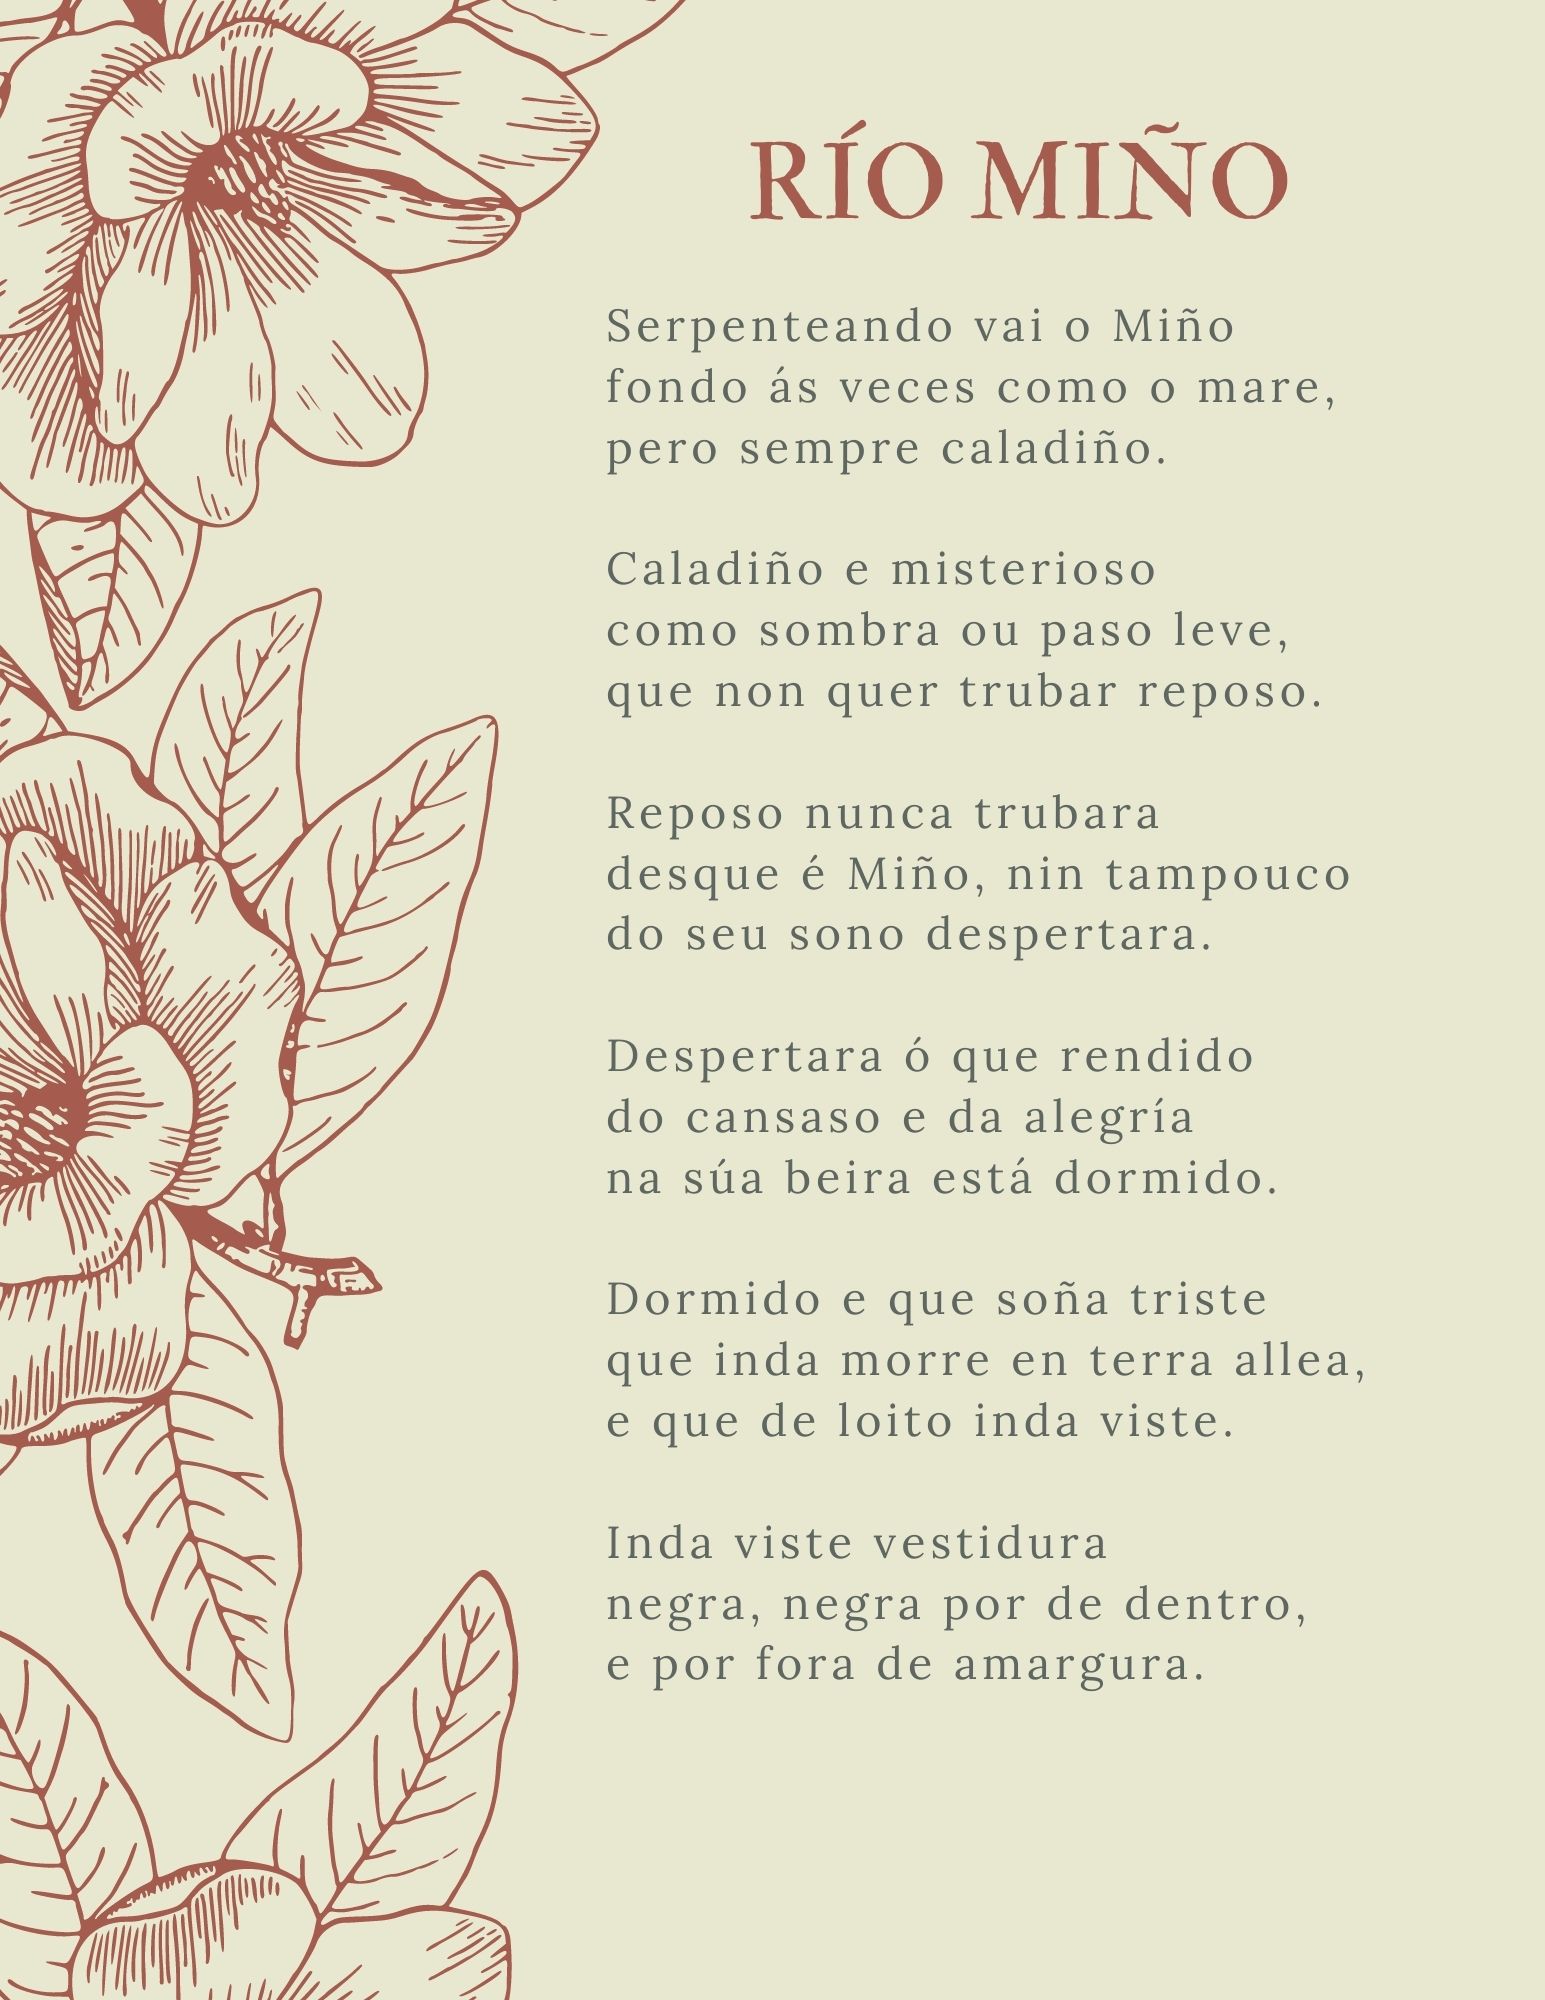 RÍO MIÑO
Serpenteando vai o Miño
fondo ás veces como o mare,
pero sempre caladiño.
Caladiño e misterioso
como sombra ou paso leve,
que non quer trubar reposo.
Reposo nunca trubara
desque é Miño, nin tampouco
do seu sono despertara.
Despertara ó que rendido
do cansaso e da alegría
na súa beira está dormido.
Dormido e que soña triste
que inda morre en terra allea,
e que de loito inda viste.
Inda viste vestidura
negra, negra por de dentro,
e por fora de amargura.